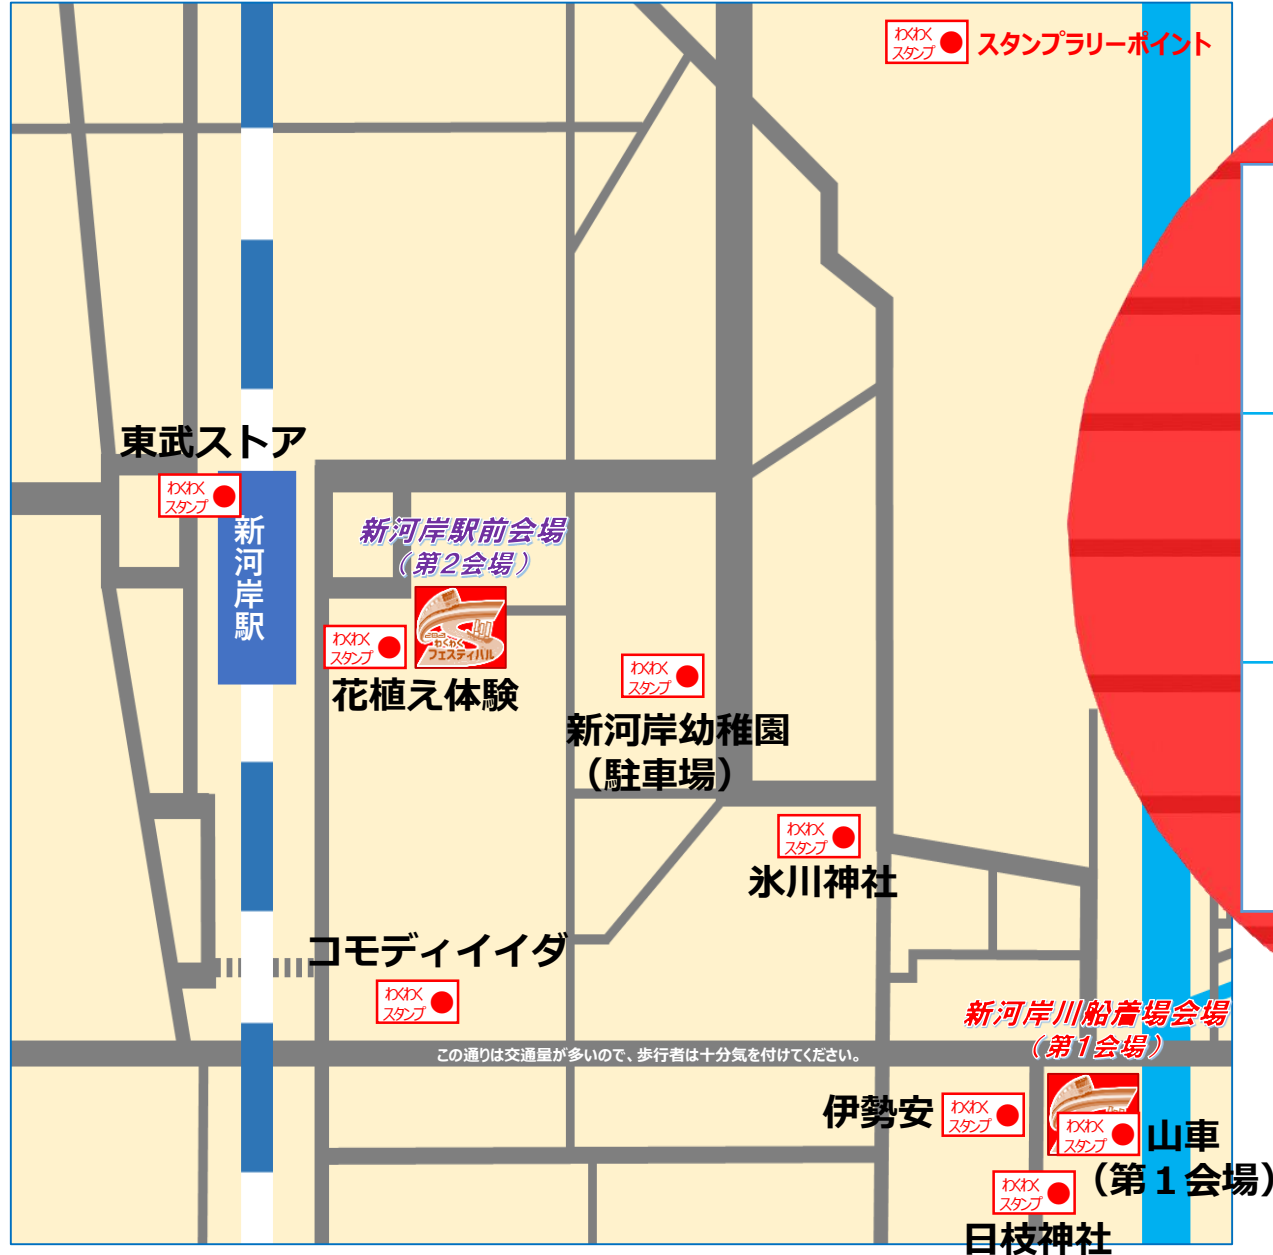 わくわく
スタンプ
スタンプラリーポイント
東武ストア
わくわく
スタンプ
新河岸駅
新河岸駅前会場
（第2会場）
わくわく
フェスティバル
わくわく
スタンプ
花植え体験
わくわく
スタンプ
新河岸幼稚園
（駐車場）
わくわく
スタンプ
氷川神社
コモディイイダ
わくわく
スタンプ
新河岸川船着場会場
（第1会場）
この通りは交通量が多いので、歩行者は十分気を付けてください。
伊勢安
わくわく
スタンプ
わくわく
スタンプ
山車
（第１会場）
わくわく
スタンプ
日枝神社